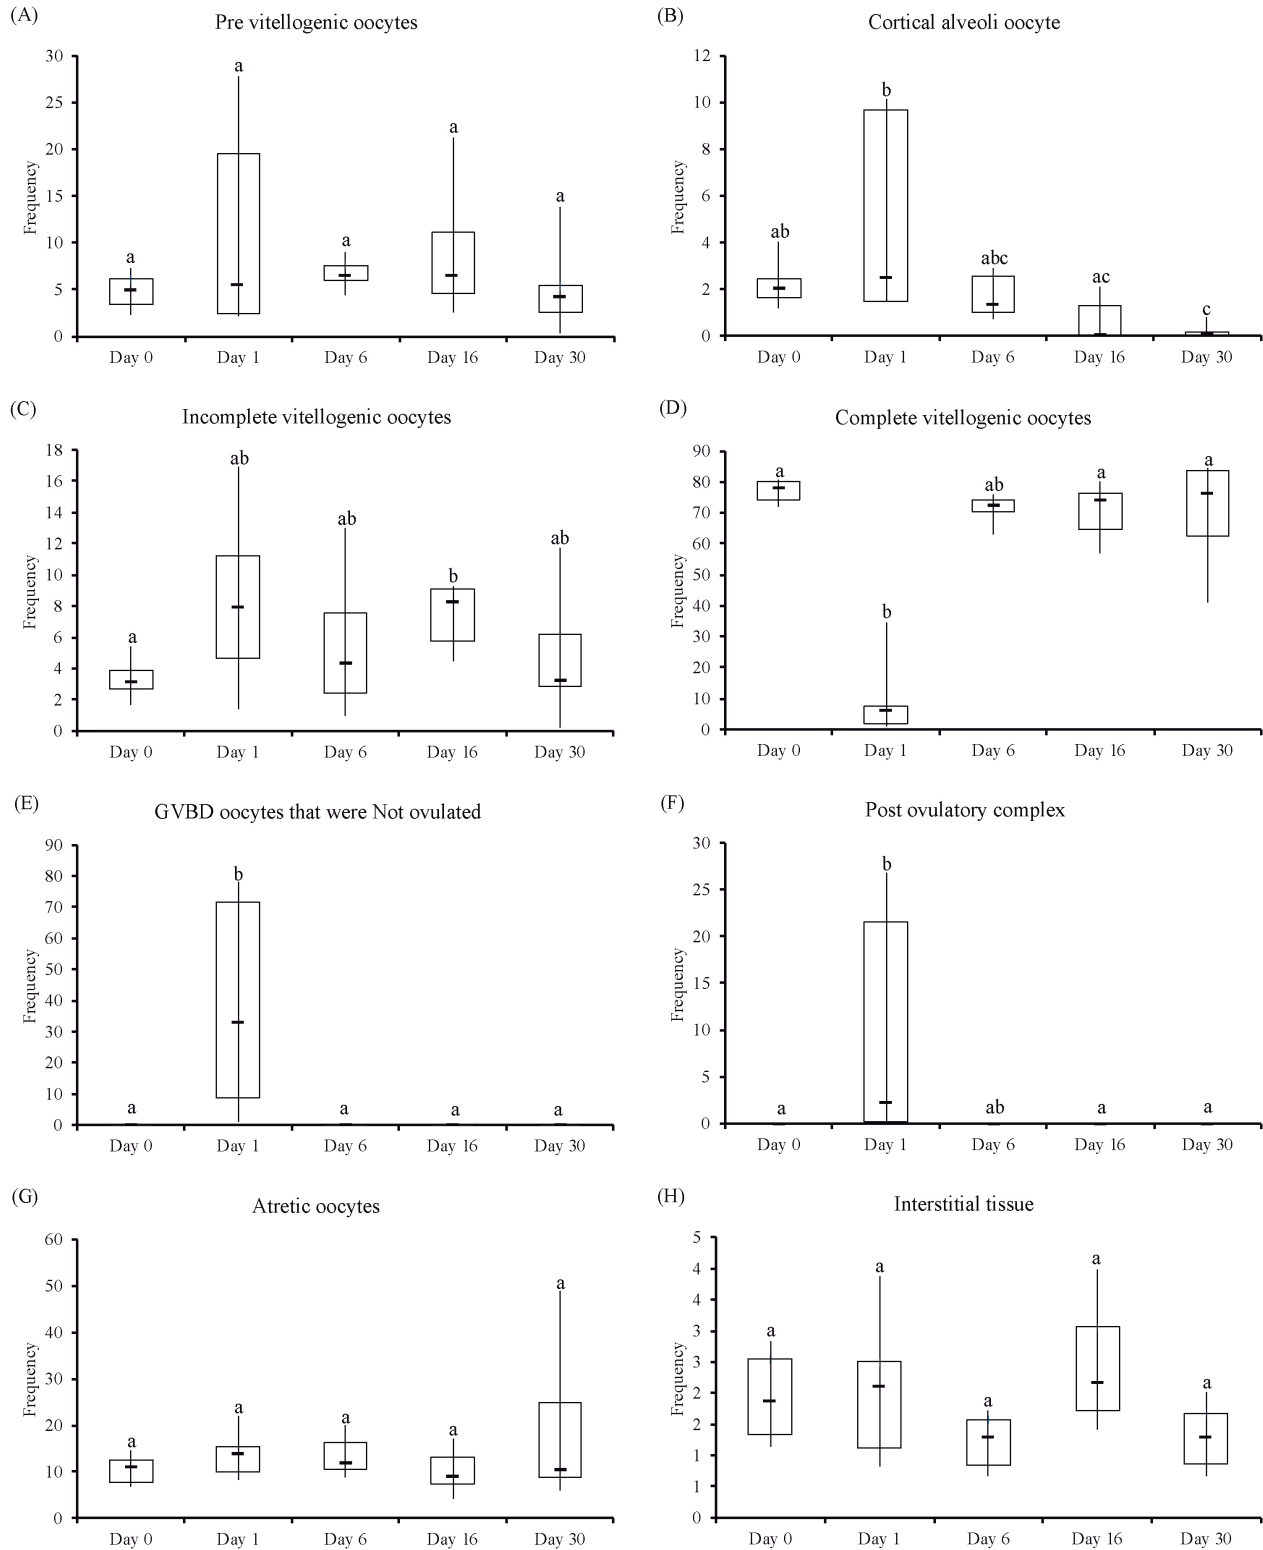 (A)
Pre vitellogenic oocytes
30
25
20
15
10
5
0
Frequency
a
a
a
a
a
Day 0 Day 1 Day 6 Day 16 Day 30
(B)
Cortical alveoli oocyte
12
10
8
6
4
2
0
Frequency
ab
b
abc
ac
c
Day 0 Day 1 Day 6 Day 16 Day 30
(C)
Incomplete vitellogenic oocytes
18
16
14
12
10
8
6
4
2
0
Frequency
a
ab
ab
b
ab
Day 0 Day 1 Day 6 Day 16 Day 30
(D)
Complete vitellogenic oocytes
90
80
70
60
50
40
30
20
10
0
Frequency
a
b
ab
a
a
Day 0 Day 1 Day 6 Day 16 Day 30
(E)
GVBD oocytes that were Not ovulated
90
80
70
60
50
40
30
20
10
0
Frequency
a
b
a
a
a
Day 0 Day 1 Day 6 Day 16 Day 30
(F)
Post ovulatory complex
30
25
20
15
10
5
0
Frequency
a
b
ab
a
a
Day 0 Day 1 Day 6 Day 16 Day 30
(G)
Atretic oocytes
60
50
40
30
20
10
0
Frequency
a
a
a
a
a
Day 0 Day 1 Day 6 Day 16 Day 30
(H)
Interstitial tissue
5
4
4
3
3
2
2
1
1
0
Frequency
a
a
a
a
a
Day 0 Day 1 Day 6 Day 16 Day 30